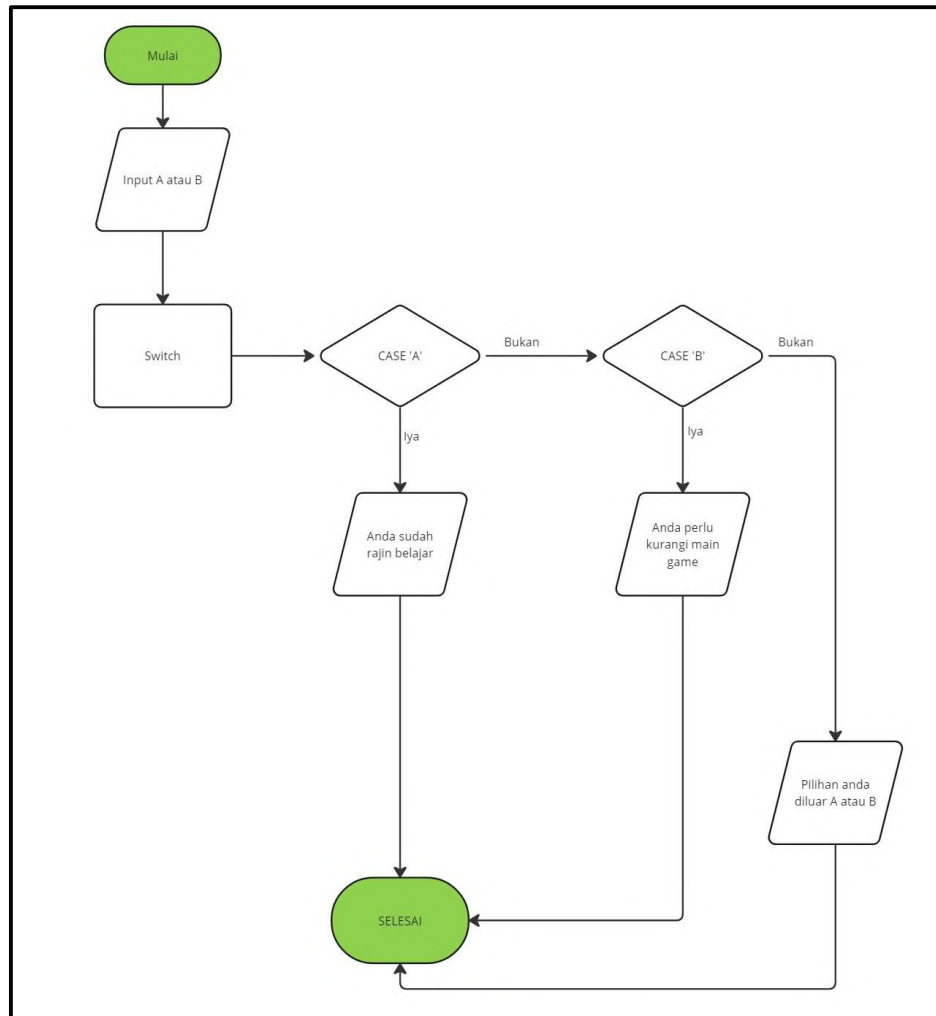 Mulai
Input A atau B
Switch
CASE 'A'
Bukan
CASE 'B'
Bukan
Iya
Iya
Anda sudah
rajin belajar
Anda perlu
kurangi main
game
Pilihan anda
diluar A atau B
SELESAI